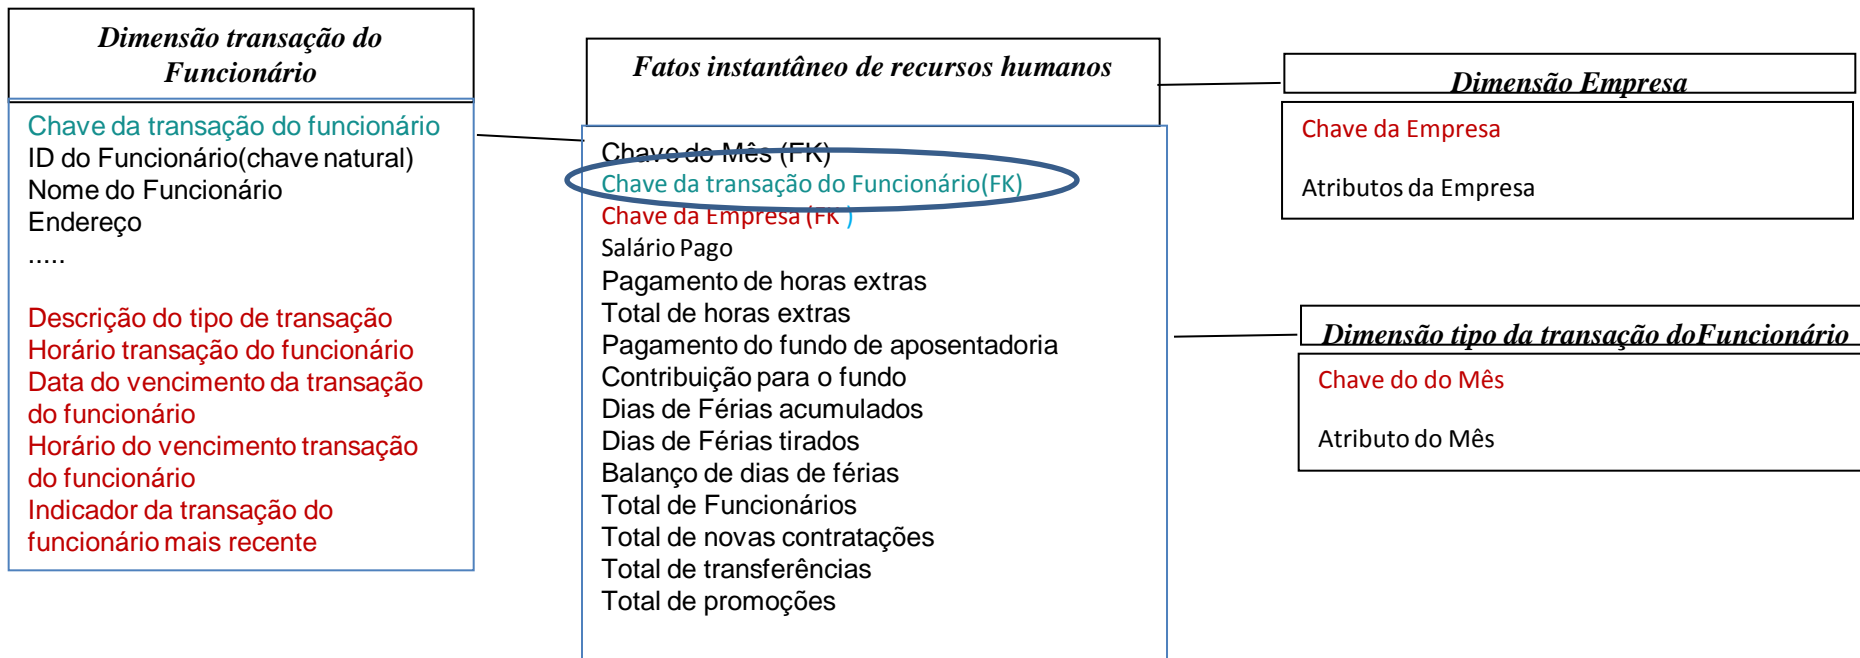 Dimensão transação do
Funcionário
Chave da transação do funcionário
ID do Funcionário(chave natural)
Nome do Funcionário
Endereço
.....
Descrição do tipo de transação
Horário transação do funcionário
Data do vencimento da transação
do funcionário
Horário do vencimento transação
do funcionário
Indicador da transação do
funcionário mais recente
Fatos instantâneo de recursos humanos
Chave do Mês (FK)
Chave da transação do Funcionário(FK)
Chave da Empresa (FK )
Salário Pago
Pagamento de horas extras
Total de horas extras
Pagamento do fundo de aposentadoria
Contribuição para o fundo
Dias de Férias acumulados
Dias de Férias tirados
Balanço de dias de férias
Total de Funcionários
Total de novas contratações
Total de transferências
Total de promoções
Dimensão Empresa
Chave da Empresa
Atributos da Empresa
Dimensão tipo da transação doFuncionário
Chave do do Mês
Atributo do Mês